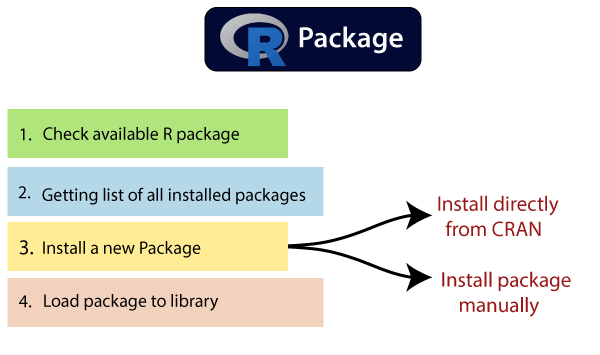 R Package
1. Check available R package
2. Getting list of all installed packages
3. Install a new Package
4. Load package to library
Install directly
from CRAN
Install package
manually